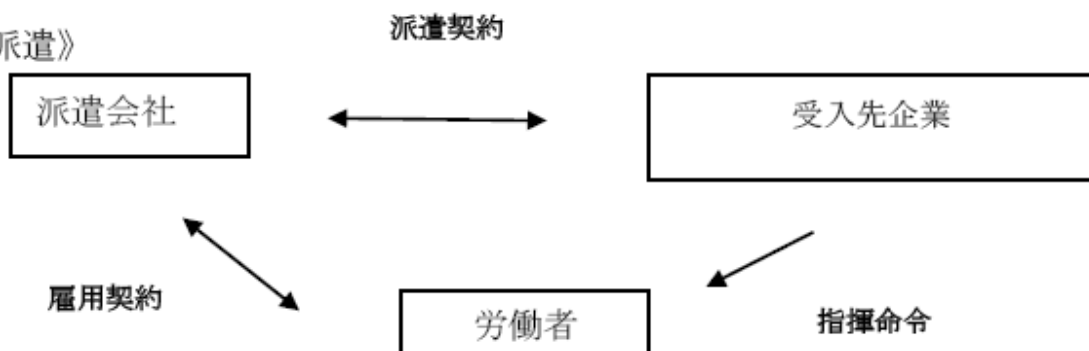 派遣契約
派遣》
派遣会社
受入先企業
雇用契約
労働者
指揮命令